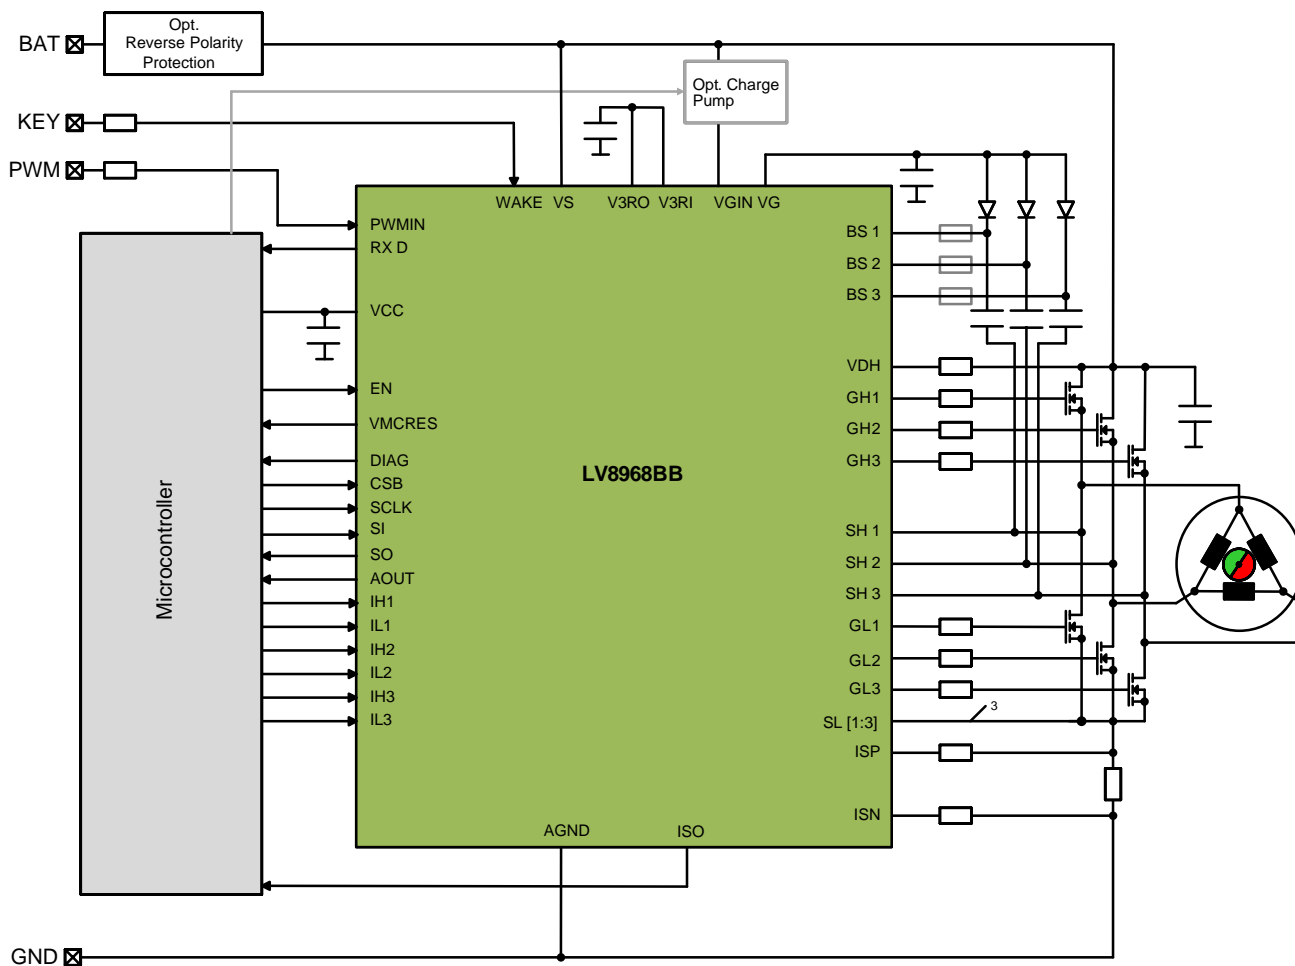 BAT
Opt.
Reverse Polarity
Protection
Opt. Charge
Pump
KEY
PWM
WAKE VS V3RO V3RI VGIN VG
PWMIN
RX D
VCC
EN
VMCRES
DIAG
CSB
SCLK
SI
SO
AOUT
IH1
IL1
IH2
IL2
IH3
IL3
Microcontroller
LV8968BB
BS 1
BS 2
BS 3
VDH
GH1
GH2
GH3
SH 1
SH 2
SH 3
GL1
GL2
GL3
SL [1:3]
3
ISP
ISN
AGND
ISO
GND